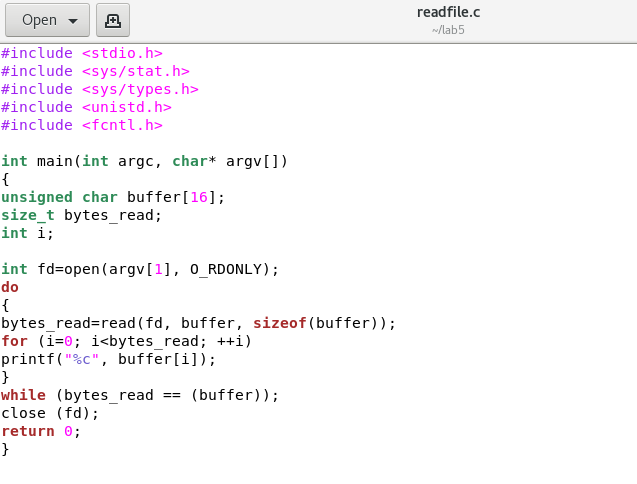 Open
readfile.c
~/lab5
#include <stdio.h>
#include <sys/stat.h>
#include <sys/types.h>
#include <unistd.h>
#include <fcntl.h>
int main(int argc, char* argv[])
{
unsigned char buffer[16];
size_t bytes_read;
int i;
int fd=open(argv[1], O_RDONLY);
do
{
bytes_read=read(fd, buffer, sizeof(buffer));
for (i=0; i<bytes_read; ++i)
printf("%c", buffer[i]);
}
while (bytes_read == (buffer));
close (fd);
return 0;
}